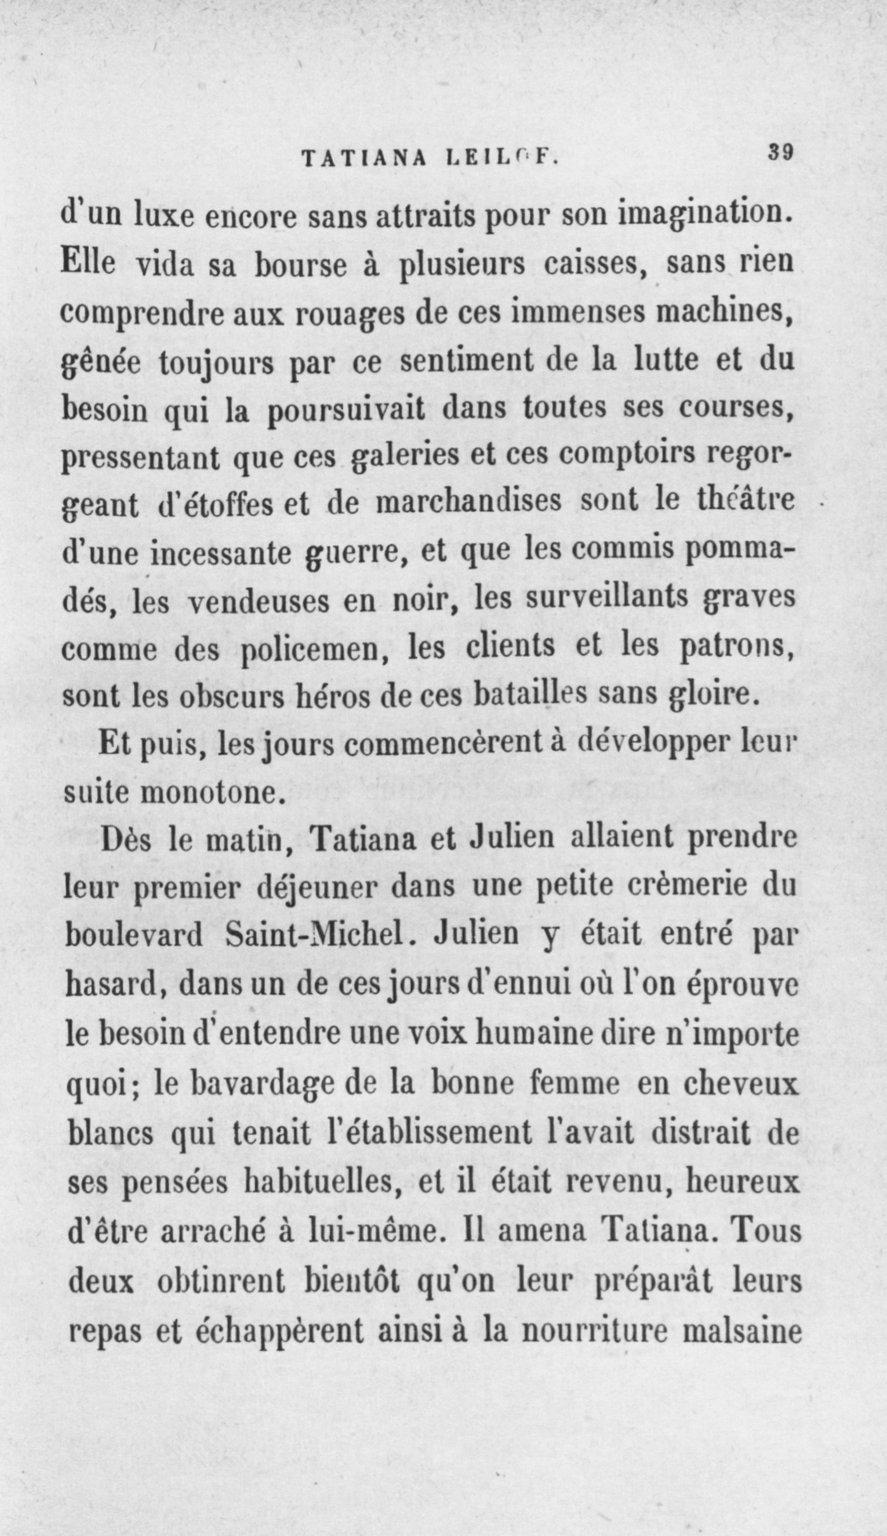 TATIANA LEILOF.
39
d'un luxe encore sans attraits pour son imagination.
Elle vida sa bourse à plusieurs caisses, sans rien
comprendre aux rouages de ces immenses machines,
gênée toujours par ce sentiment de la lutte et du
besoin qui la poursuivait dans toutes ses courses,
pressentant que ces galeries et ces comptoirs regor-
geant d'étoffes et de marchandises sont le théâtre
d'une incessante guerre, et que les commis pomma-
dés, les vendeuses en noir, les surveillants graves
comme des policemen, les clients et les patrons,
sont les obscurs héros de ces batailles sans gloire.
Et puis, les jours commencèrent à développer leur
suite monotone.
Dès le matin, Tatiana et Julien allaient prendre
leur premier déjeuner dans une petite crèmerie du
boulevard Saint-Michel. Julien y était entré par
hasard, dans un de ces jours d'ennui où l'on éprouve
le besoin d'entendre une voix humaine dire n'importe
quoi; le bavardage de la bonne femme en cheveux
blancs qui tenait l'établissement l'avait distrait de
ses pensées habituelles, et il était revenu, heureux
d'être arraché à lui-même. Il amena Tatiana. Tous
deux obtinrent bientôt qu'on leur préparât leurs
repas et échappèrent ainsi à la nourriture malsaine